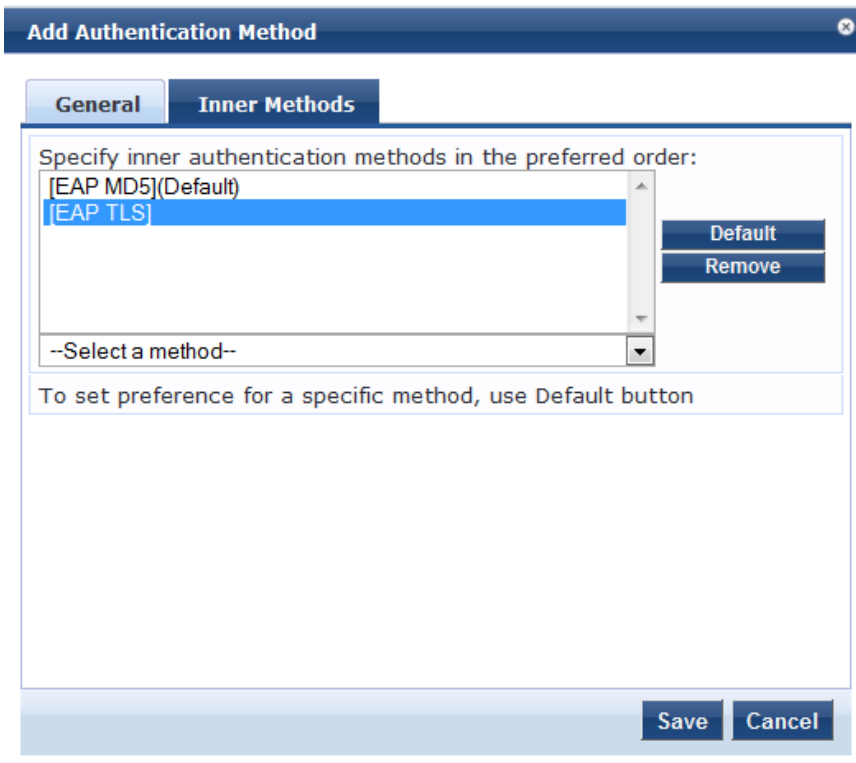 Add Authentication Method
General
Inner Methods
Specify inner authentication methods in the preferred order:
[EAP MD5](Default)
[EAP TLS]
Default
Remove
--Select a method--
To set preference for a specific method, use Default button
Save
Cancel